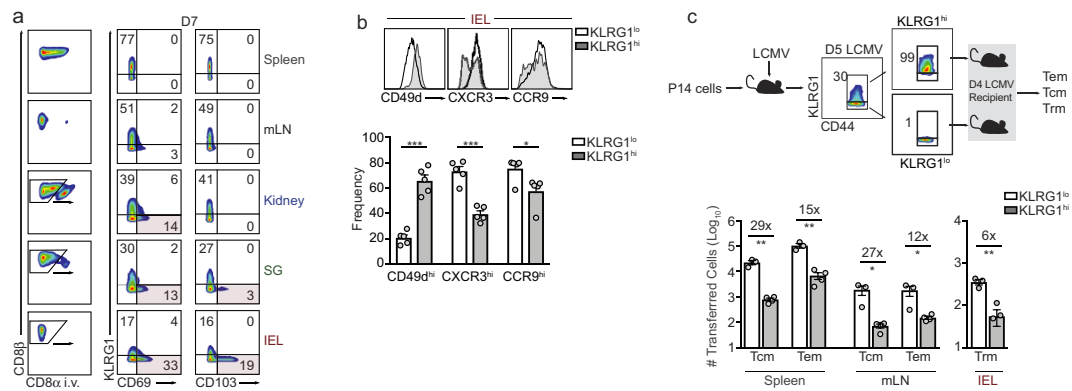 a
D7
77 0
0
75 0
0
Spleen
51 2
3
49 0
0
mLN
39 6
14
41 0
0
Kidney
30 2
13
27 0
3
SG
17 4
33
16 0
19
IEL
CD8β
KLRG1
CD8α i.v.
CD69
CD103
b
IEL
KLRG1lo
KLRG1hi
CD49d
CXCR3
CCR9
KLRG1lo
KLRG1hi
Frequency
100
80
60
40
20
0
***
***
*
CD49dhi
CXCR3hi
CCR9hi
c
P14 cells
LCMV
D5 LCMV
30
KLRG1
CD44
KLRG1hi
99
1
KLRG1lo
D4 LCMV
Recipient
Tem
Tcm
Trm
KLRG1lo
KLRG1hi
# Transferrred Cells (Log10)
6
5
4
3
2
1
29x
**
15x
**
27x
*
12x
*
Tcm
Tem
Tcm
Tem
Spleen
mLN
4
3
2
1
6x
**
Trm
IEL